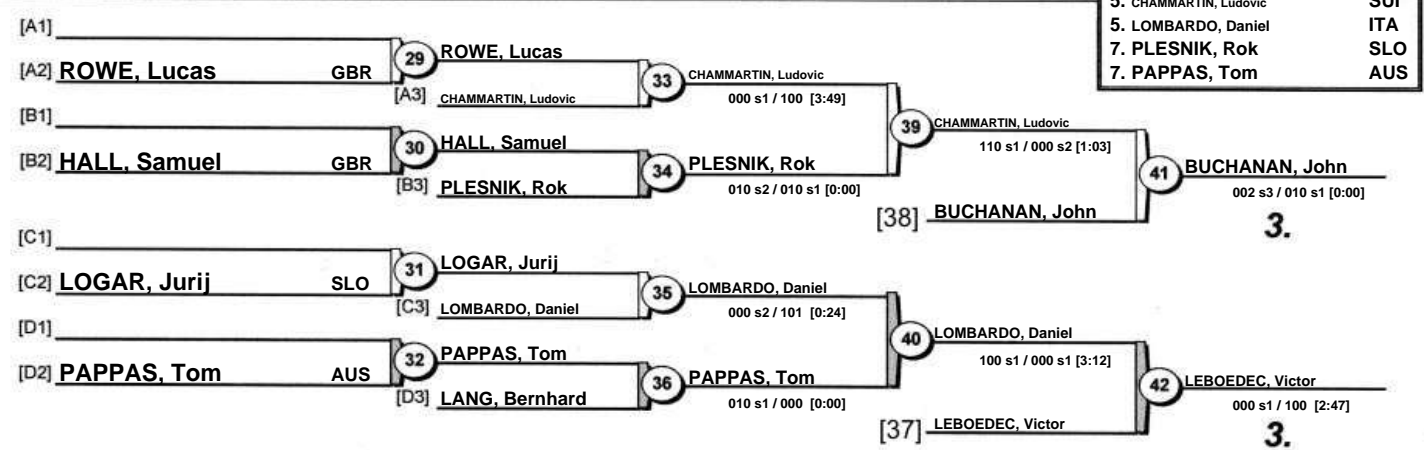 5. CHAMMARTIN, Ludovic SUI
5. LOMBARDO, Daniel ITA
7. PLESNIK, Rok SLO
7. PAPPAS, Tom AUS
[A1]
[A2] ROWE, Lucas GBR
29
ROWE, Lucas
[A3] CHAMMARTIN, Ludovic
33
CHAMMARTIN, Ludovic
000 s1 / 100 [3:49]
[B1]
[B2] HALL, Samuel GBR
30
HALL, Samuel
[B3] PLESNIK, Rok
34
PLESNIK, Rok
010 s2 / 010 s1 [0:00]
39
CHAMMARTIN, Ludovic
110 s1 / 000 s2 [1:03]
[38] BUCHANAN, John
41
BUCHANAN, John
002 s3 / 010 s1 [0:00]
3.
[C1]
[C2] LOGAR, Jurij SLO
31
LOGAR, Jurij
[C3] LOMBARDO, Daniel
35
LOMBARDO, Daniel
000 s2 / 101 [0:24]
[D1]
[D2] PAPPAS, Tom AUS
32
PAPPAS, Tom
[D3] LANG, Bernhard
36
PAPPAS, Tom
010 s1 / 000 [0:00]
40
LOMBARDO, Daniel
100 s1 / 000 s1 [3:12]
[37] LEBOEDEC, Victor
42
LEBOEDEC, Victor
000 s1 / 100 [2:47]
3.